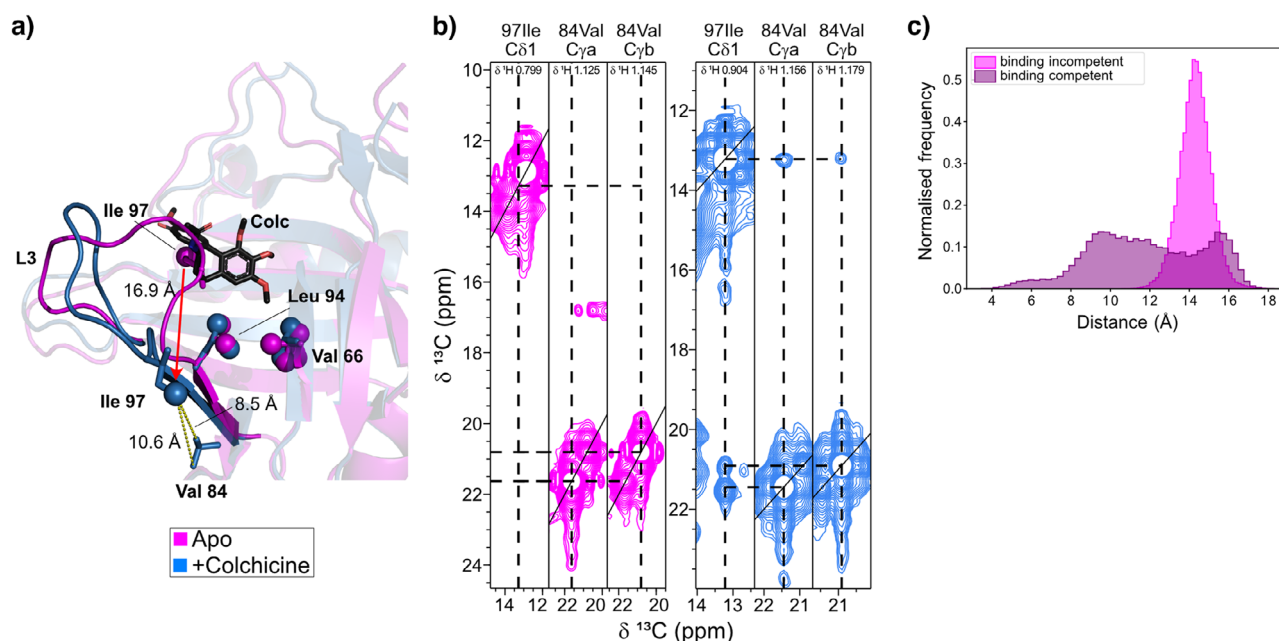 a)
Ile 97
Colc
L3
16.9 Å
Leu 94
Val 66
Ile 97
8.5 Å
10.6 Å
Val 84
Apo
+Colchicine
b)
97Ile 84Val 84Val
Cδ1 Cγa Cγb
δ ¹H 0.799 δ ¹H 1.125 δ ¹H 1.145
10
12
14
16
18
20
22
24
δ ¹³C (ppm)
14 12 22 20 22 20
97Ile 84Val 84Val
Cδ1 Cγa Cγb
δ ¹H 0.904 δ ¹H 1.156 δ ¹H 1.179
12
14
16
20
22
14 13 22 21 21
δ ¹³C (ppm)
c)
binding incompetent
binding competent
Normalised frequency
0.5
0.4
0.3
0.2
0.1
0.0
4 6 8 10 12 14 16 18
Distance (Å)